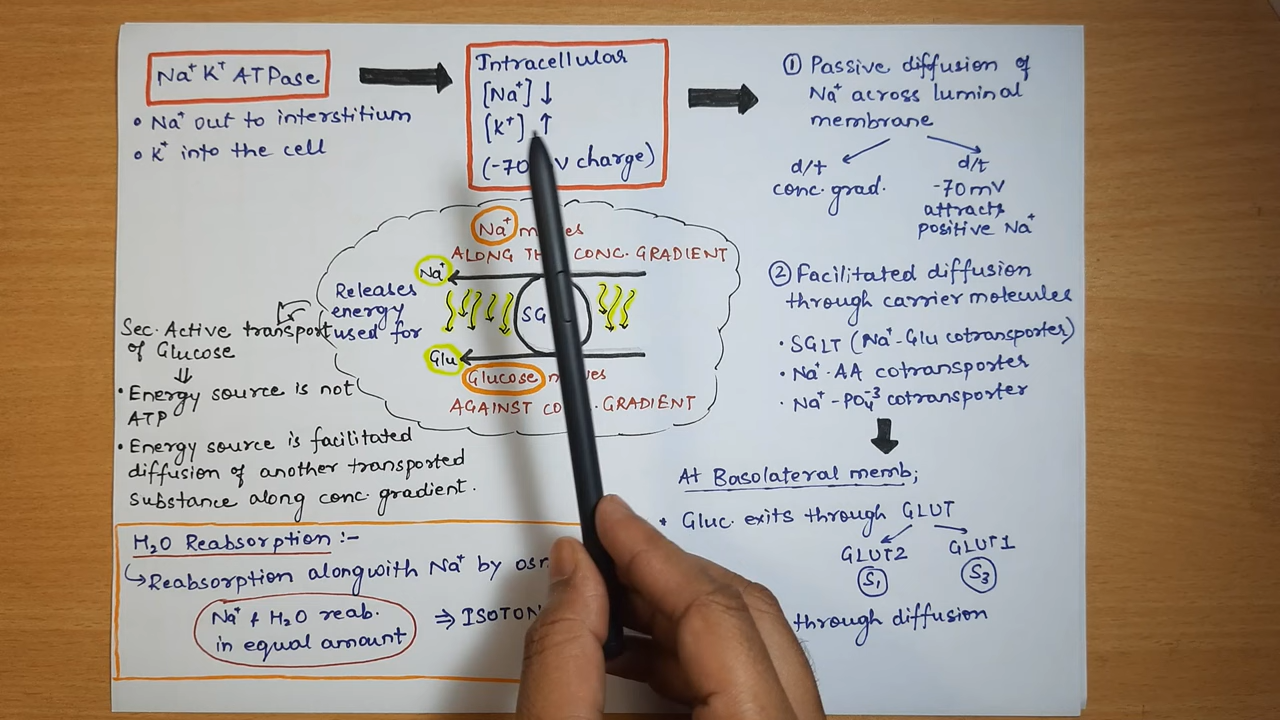 Na⁺ K⁺ ATPase
• Na⁺ out to interstitium
• K⁺ into the cell
Intracellular
[Na⁺] ↓
[K⁺] ↑
(-70 V charge)
① Passive diffusion of
Na⁺ across luminal
membrane
d/t
conc. grad.
d/t
-70mV
attracts
positive Na⁺
Na⁺
ALONG CONC. GRADIENT
Na⁺
Releases
energy
used for
SG
Glu
Glucose
AGAINST GRADIENT
Sec. Active transport
of Glucose
⇓
• Energy source is not
ATP
• Energy source is facilitated
diffusion of another transported
substance along conc. gradient.
② Facilitated diffusion
through carrier molecules
• SGLT (Na⁺-Glu cotransporter)
• Na⁺-AA cotransporter
• Na⁺-PO₄⁻³ cotransporter
At Basolateral memb;
* Gluc. exits through GLUT
GLUT2
S₁
GLUT1
S₃
through diffusion
H₂O Reabsorption :-
↳ Reabsorption alongwith Na⁺ by
Na⁺ & H₂O reab.
in equal amount
⇒